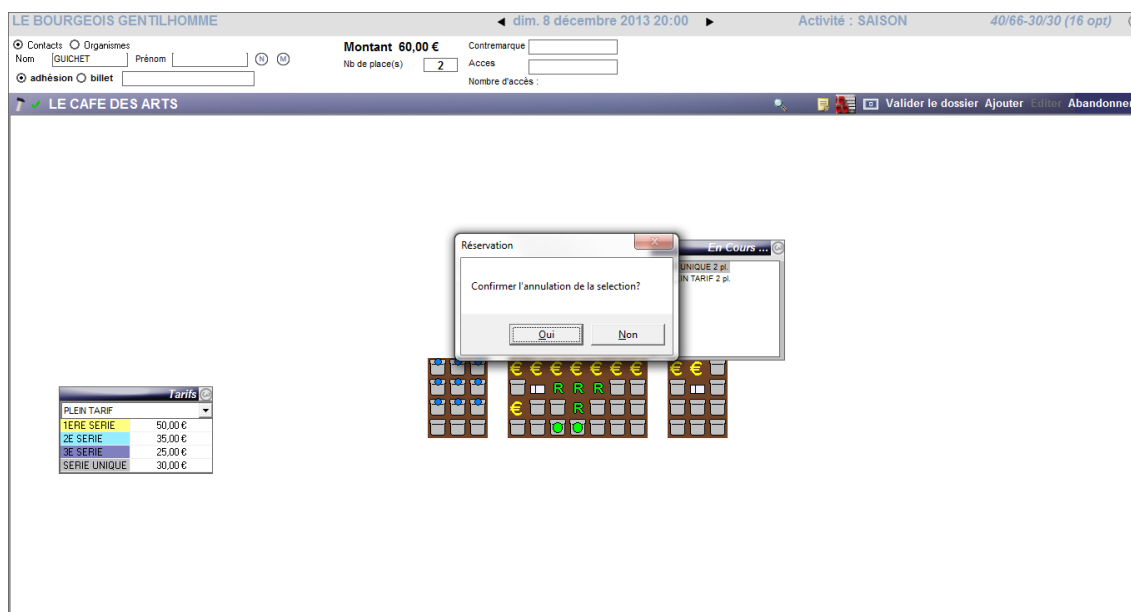 LE BOURGEOIS GENTILHOMME dim. 8 décembre 2013 20:00 Activité : SAISON 40/66-30/30 (16 opt)
Contacts Organismes
Nom GUICHET Prénom N M
adhésion billet
Montant 60,00 €
Nb de place(s) 2
Contremarque
Acces
Nombre d'accès :
LE CAFE DES ARTS Valider le dossier Ajouter Editer Abandonner
Réservation
Confirmer l'annulation de la selection?
Oui Non
En Cours ...
UNIQUE 2 pl.
IN TARIF 2 pl.
€ € € € € € € € €
R R R
€ R
Tarifs
PLEIN TARIF
1ERE SERIE 50,00 €
2E SERIE 35,00 €
3E SERIE 25,00 €
SERIE UNIQUE 30,00 €